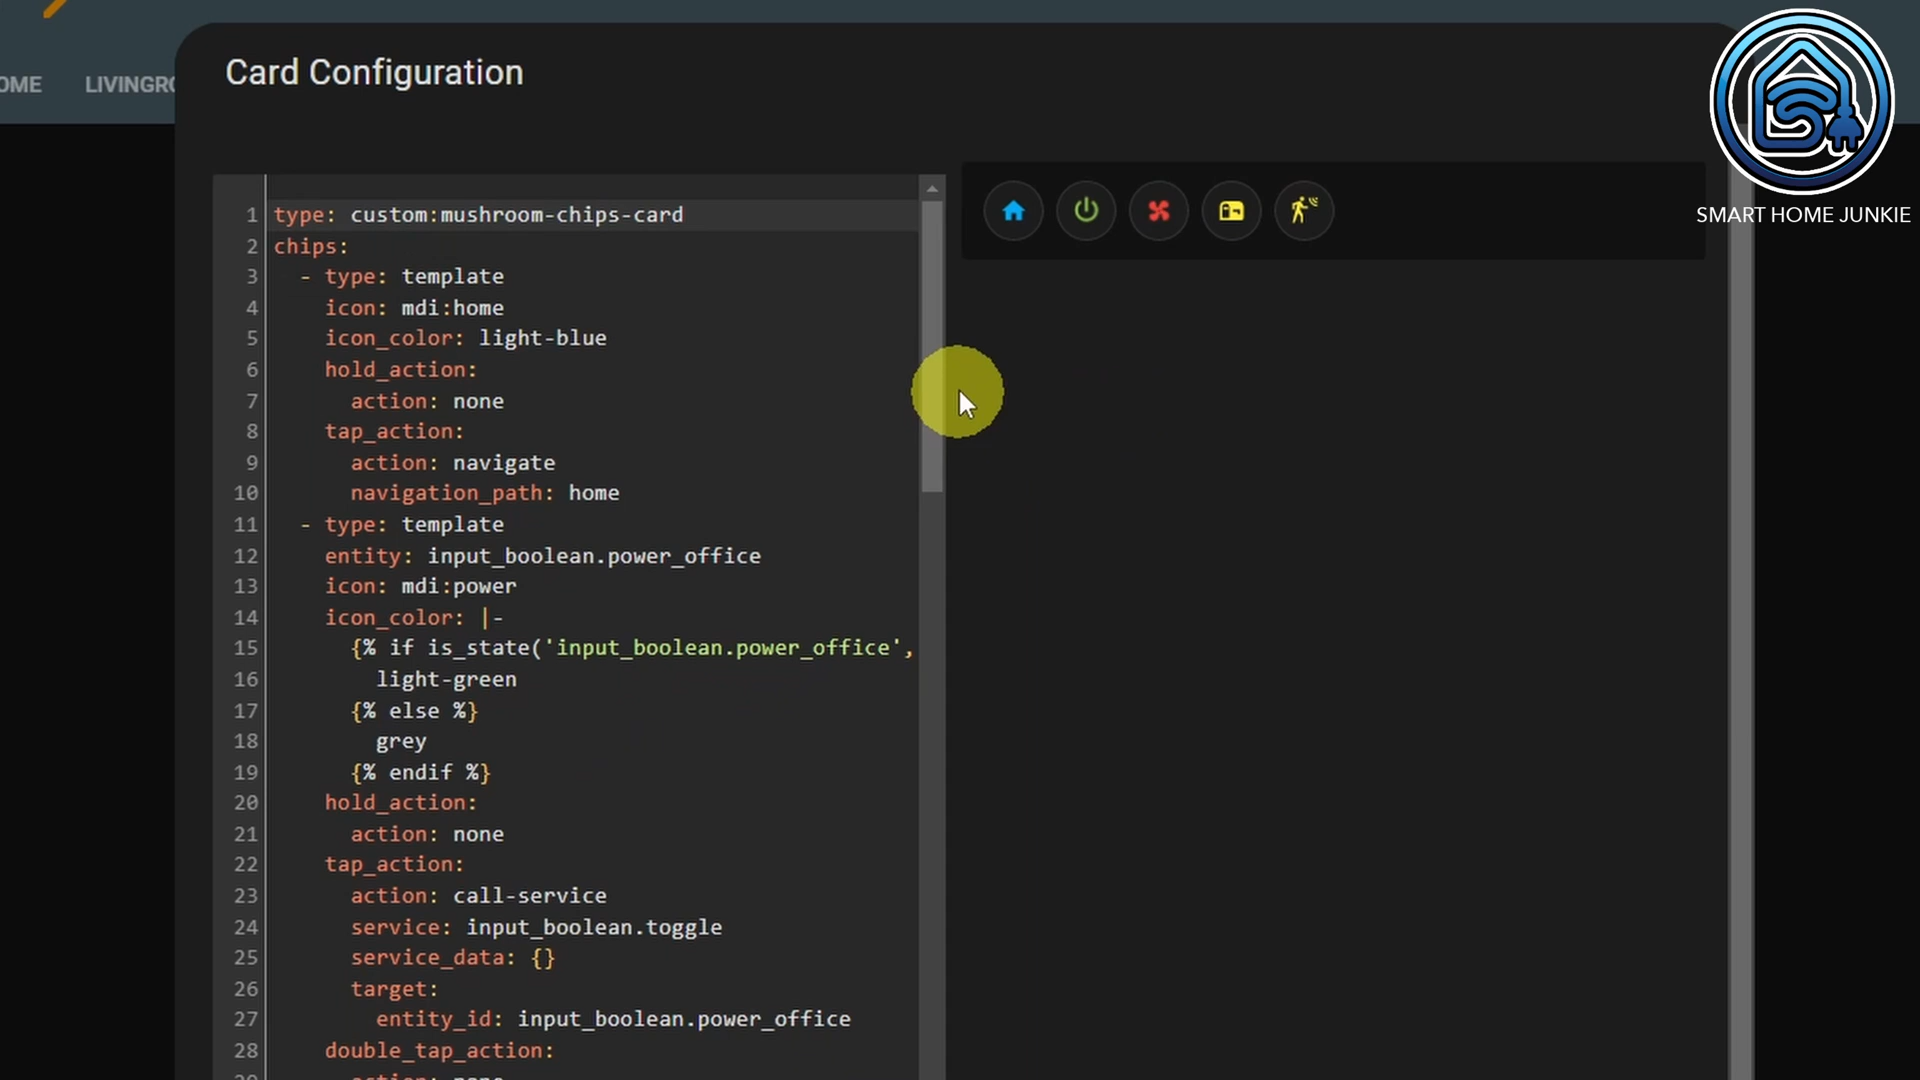 OME
LIVINGRO
Card Configuration
SMART HOME JUNKIE
1 type: custom:mushroom-chips-card
2 chips:
3 - type: template
4 icon: mdi:home
5 icon_color: light-blue
6 hold_action:
7 action: none
8 tap_action:
9 action: navigate
10 navigation_path: home
11 - type: template
12 entity: input_boolean.power_office
13 icon: mdi:power
14 icon_color: |-
15 {% if is_state('input_boolean.power_office',
16 light-green
17 {% else %}
18 grey
19 {% endif %}
20 hold_action:
21 action: none
22 tap_action:
23 action: call-service
24 service: input_boolean.toggle
25 service_data: {}
26 target:
27 entity_id: input_boolean.power_office
28 double_tap_action: